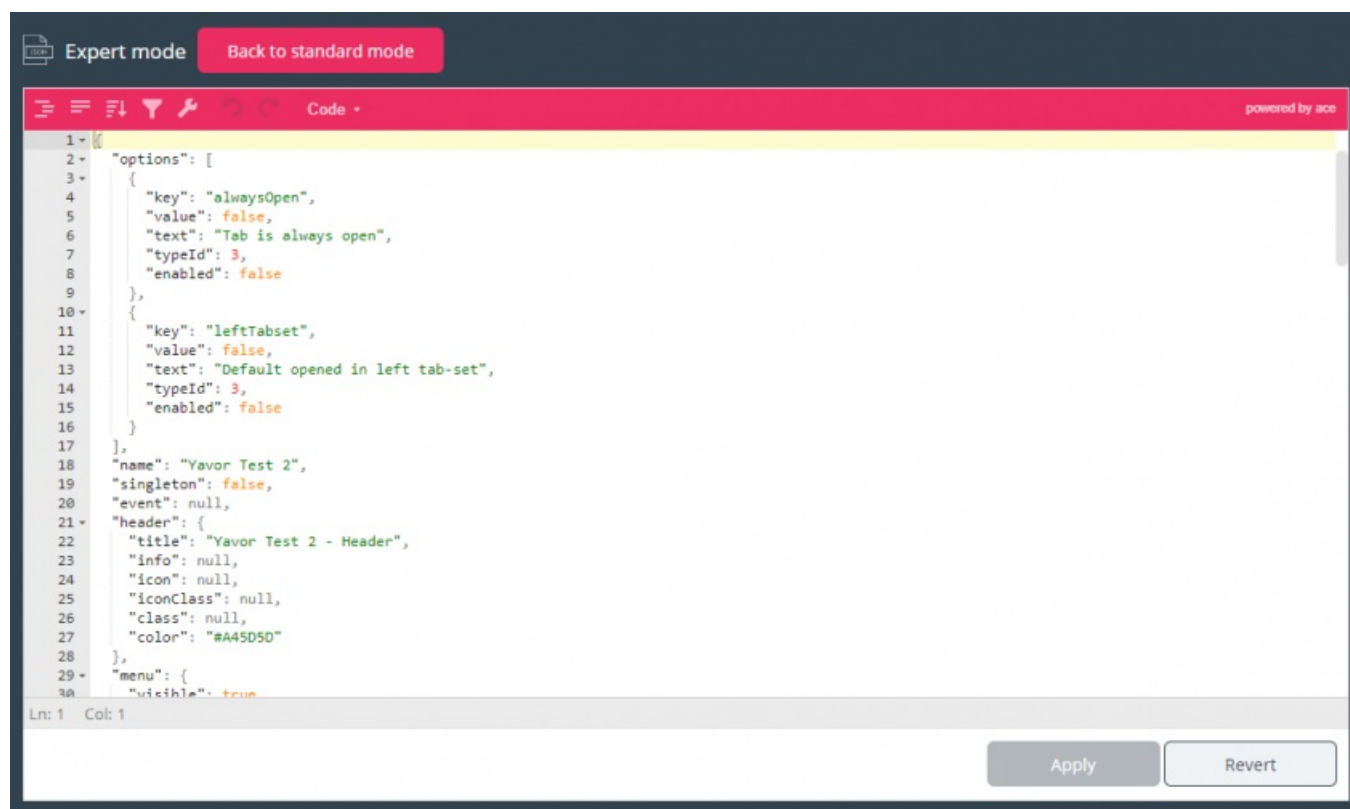 JSON Expert mode Back to standard mode
Code powered by ace
1 {
2 "options": [
3 {
4 "key": "alwaysOpen",
5 "value": false,
6 "text": "Tab is always open",
7 "typeId": 3,
8 "enabled": false
9 },
10 {
11 "key": "leftTabset",
12 "value": false,
13 "text": "Default opened in left tab-set",
14 "typeId": 3,
15 "enabled": false
16 }
17 ],
18 "name": "Yavor Test 2",
19 "singleton": false,
20 "event": null,
21 "header": {
22 "title": "Yavor Test 2 - Header",
23 "info": null,
24 "icon": null,
25 "iconClass": null,
26 "class": null,
27 "color": "#A45D5D"
28 },
29 "menu": {
30 "visible": true
Ln: 1 Col: 1
Apply Revert